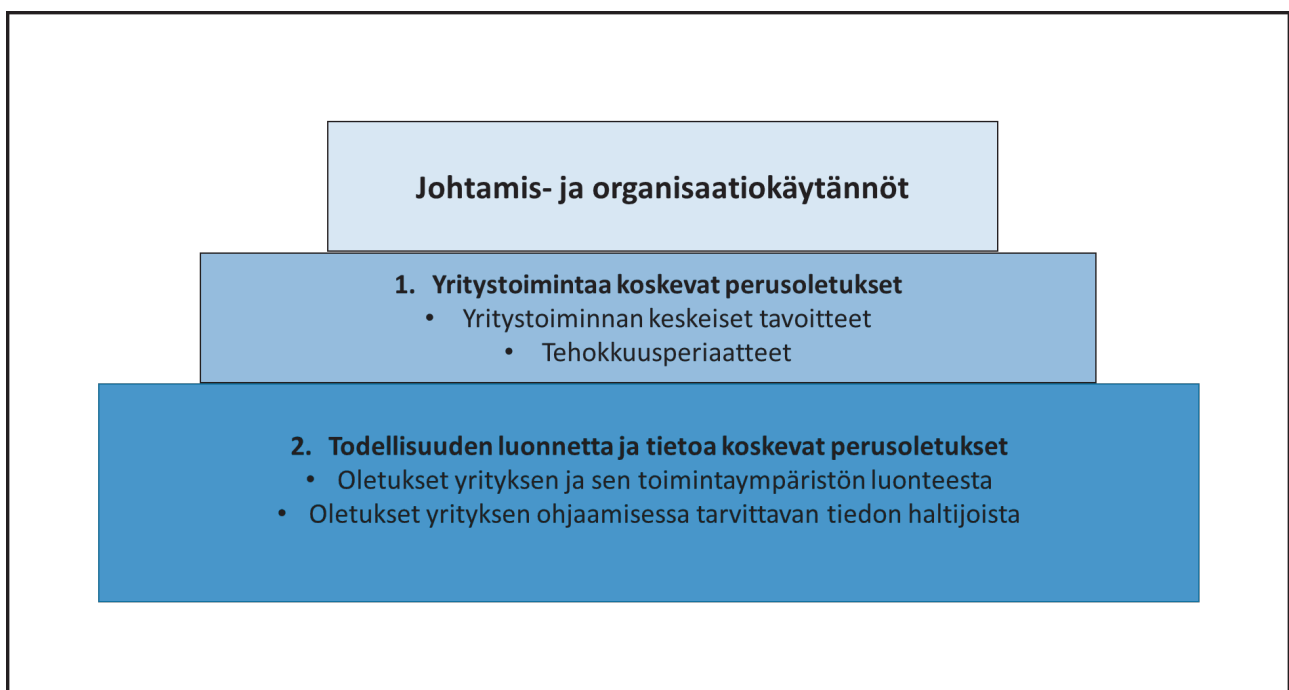 Johtamis- ja organisaatiokäytännöt
1. Yritystoimintaa koskevat perusoletukset
• Yritystoiminnan keskeiset tavoitteet
• Tehokkuusperiaatteet
2. Todellisuuden luonnetta ja tietoa koskevat perusoletukset
• Oletukset yrityksen ja sen toimintaympäristön luonteesta
• Oletukset yrityksen ohjaamisessa tarvittavan tiedon haltijoista